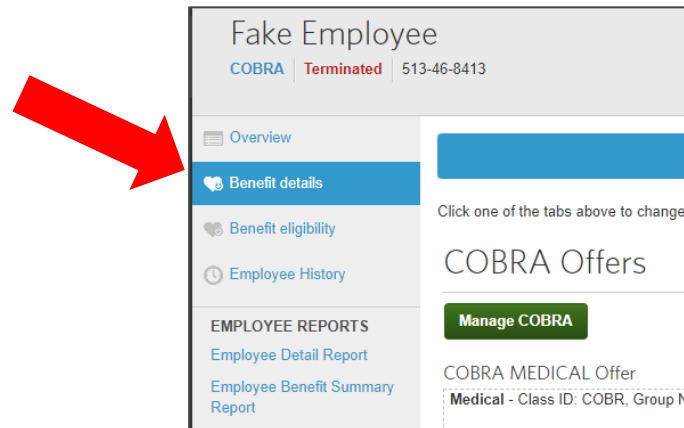 Fake Employee
COBRA Terminated 513-46-8413
Overview
Benefit details
Benefit eligibility
Employee History
EMPLOYEE REPORTS
Employee Detail Report
Employee Benefit Summary
Report
Click one of the tabs above to change
COBRA Offers
Manage COBRA
COBRA MEDICAL Offer
Medical - Class ID: COBR, Group N